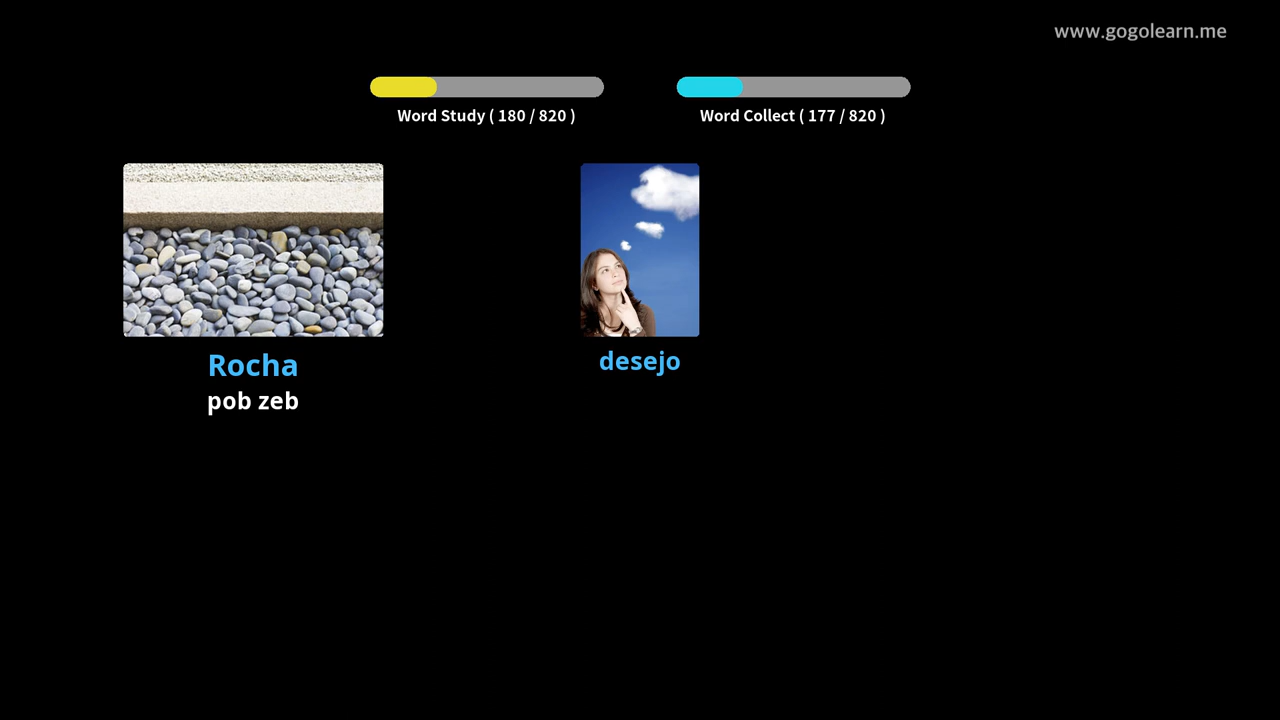 www.gogolearn.me
Word Study ( 180 / 820 )
Word Collect ( 177 / 820 )
Rocha
pob zeb
desejo